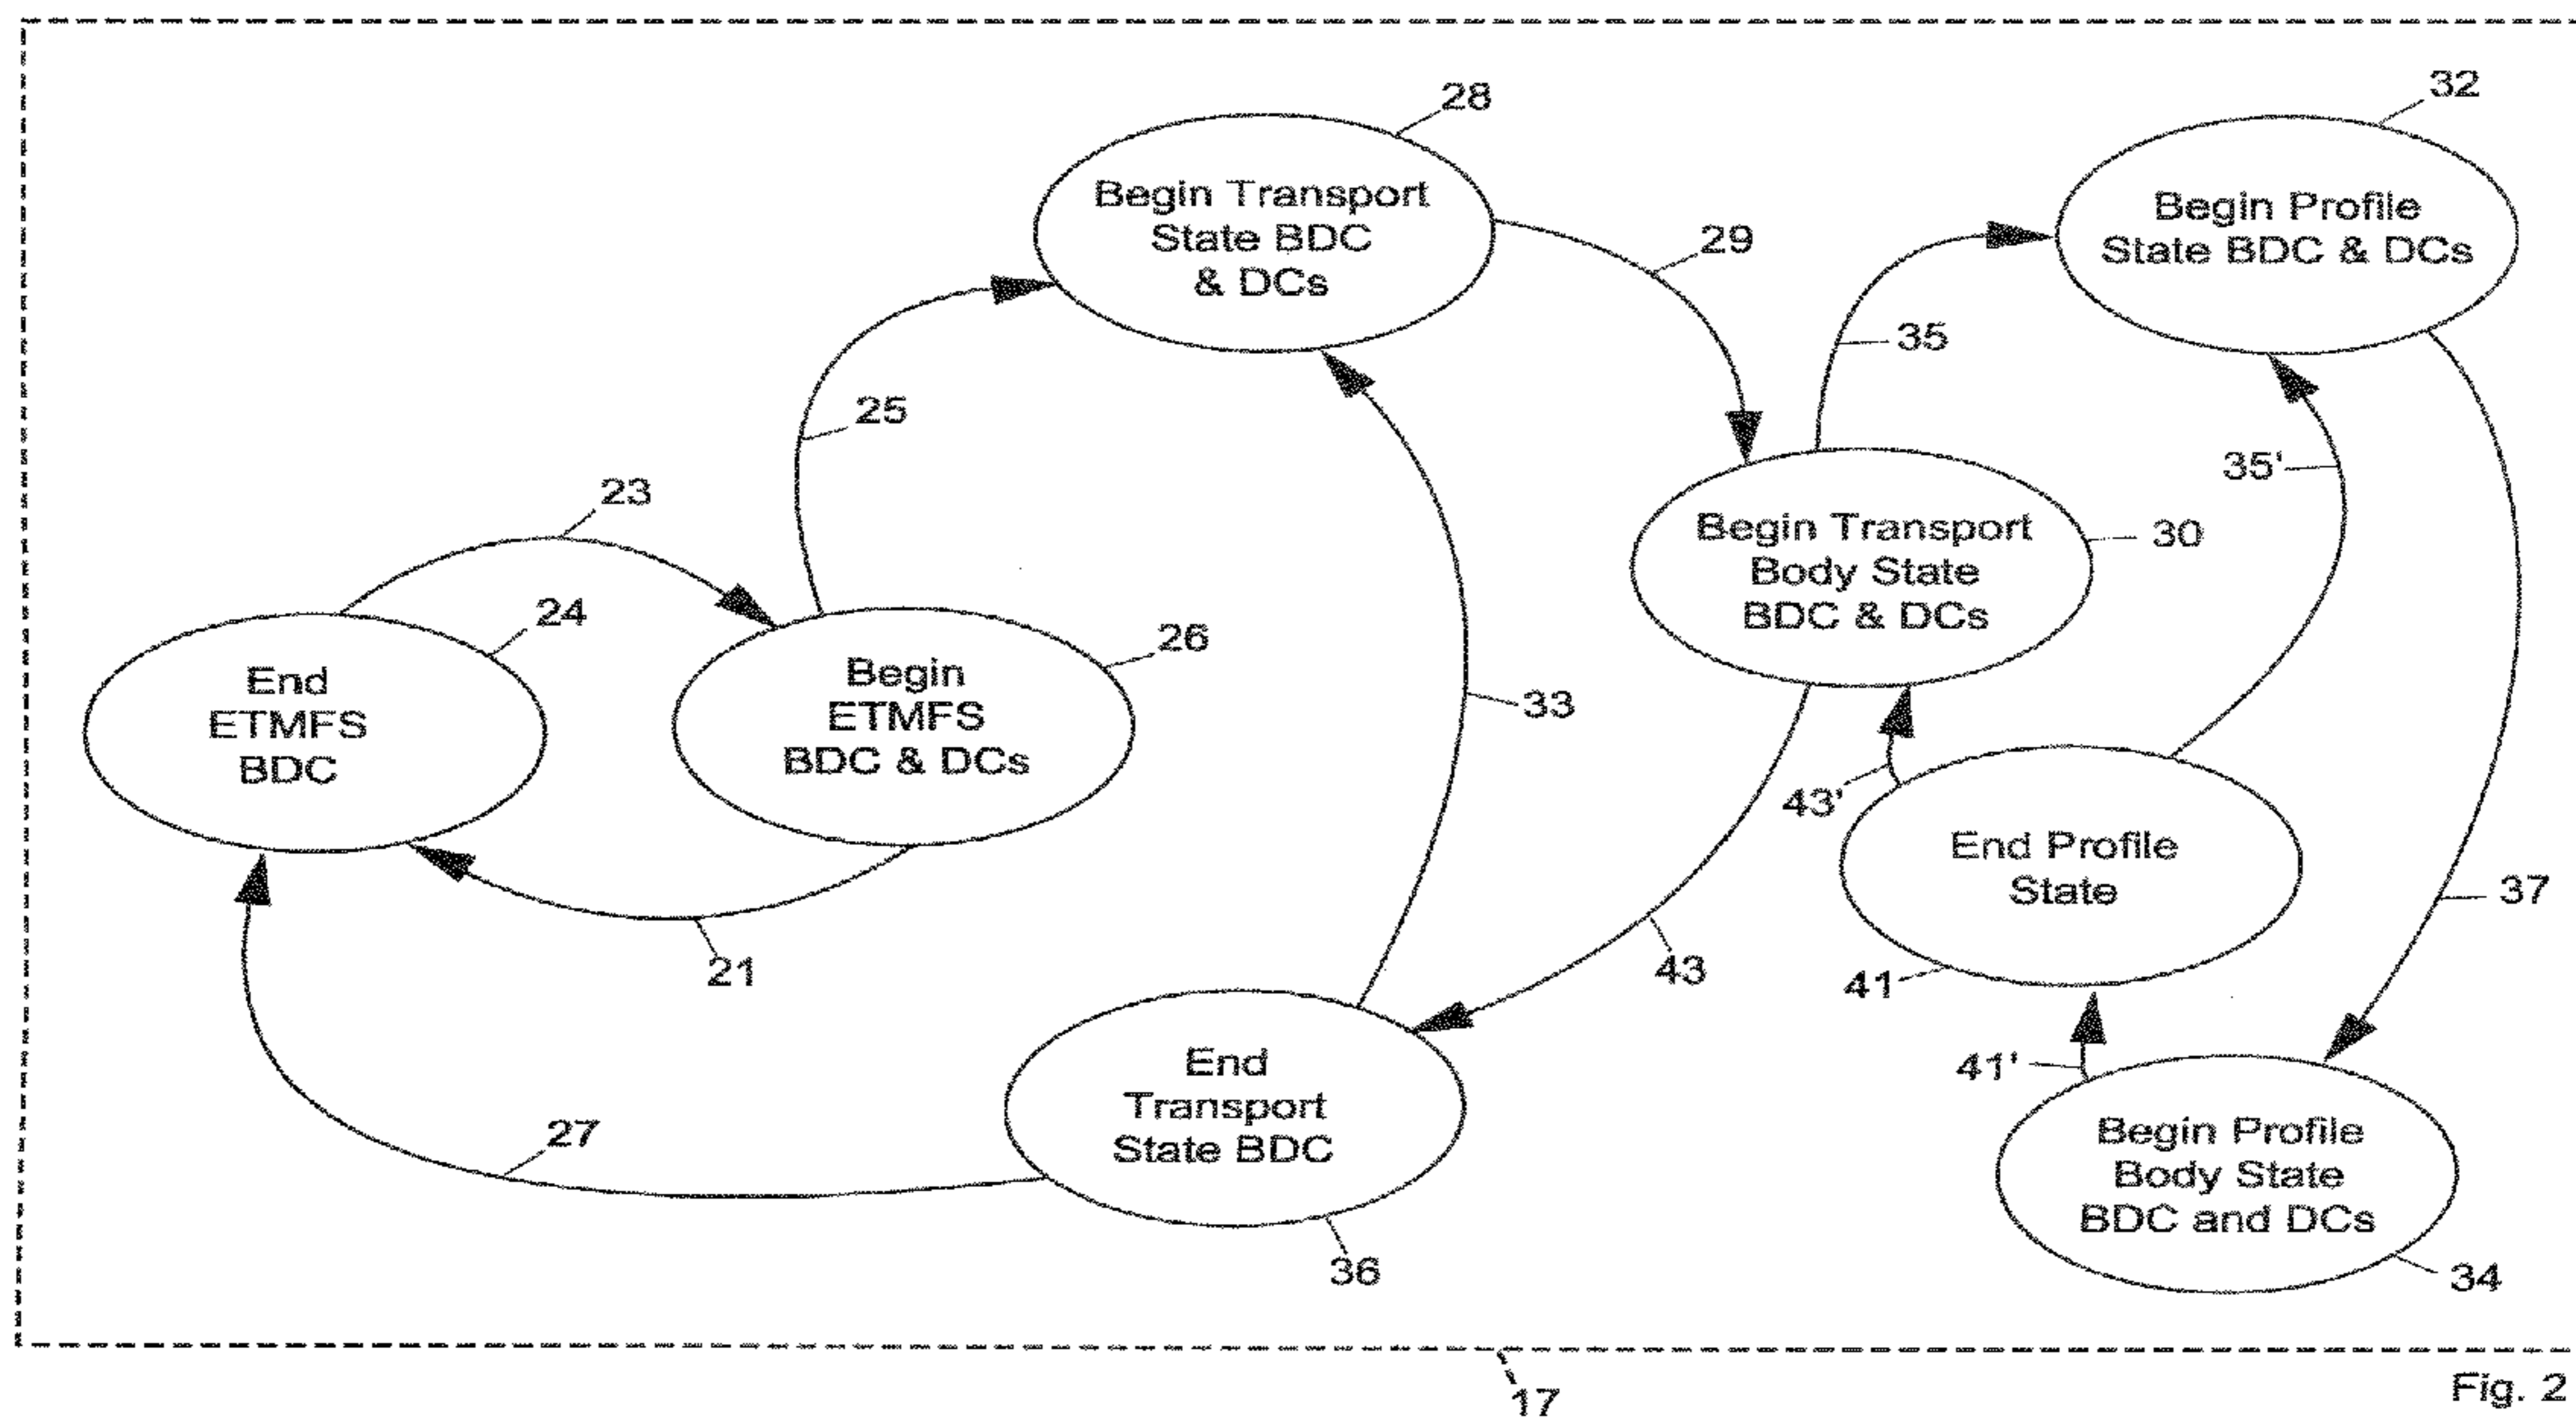 28
32
Begin Transport
State BDC
& DCs
Begin Profile
State BDC & DCs
29
35
25
35'
23
Begin Transport
Body State
BDC & DCs
30
24
26
End
ETMFS
BDC
Begin
ETMFS
BDC & DCs
33
43'
End Profile
State
37
21
43
41
End
Transport
State BDC
41'
27
Begin Profile
Body State
BDC and DCs
36
34
17
Fig. 2